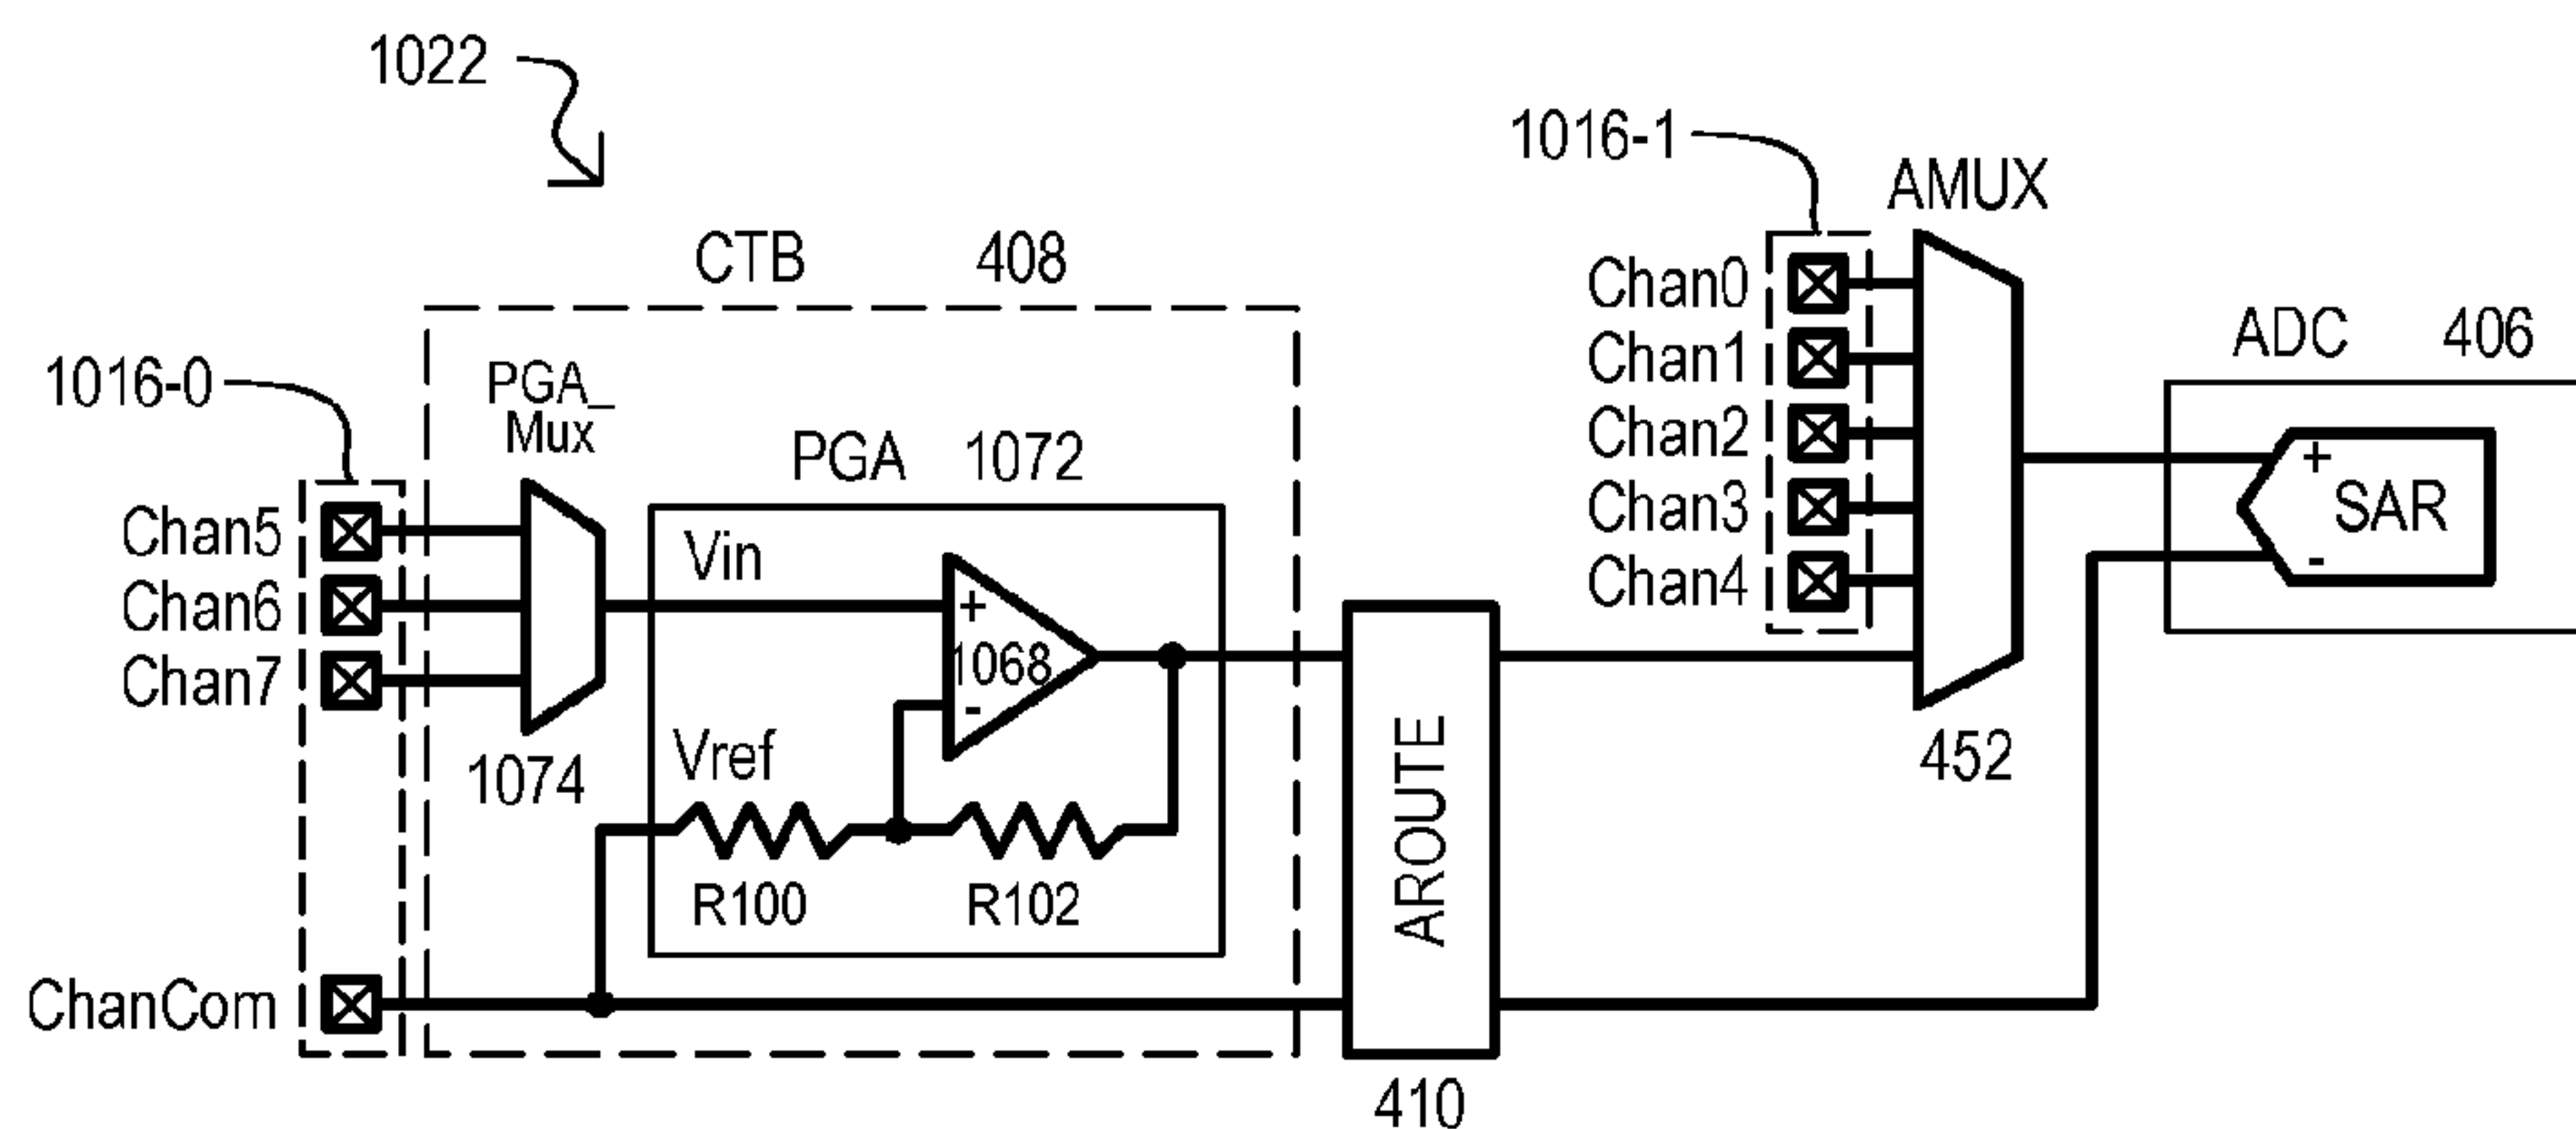 1022
1016-1
AMUX
CTB 408
Chan0
Chan1
Chan2
Chan3
Chan4
ADC 406
+
SAR
-
1016-0
PGA_
Mux
PGA 1072
Chan5
Chan6
Chan7
Vin
+
1068
-
1074
Vref
R100
R102
AROUTE
452
ChanCom
410